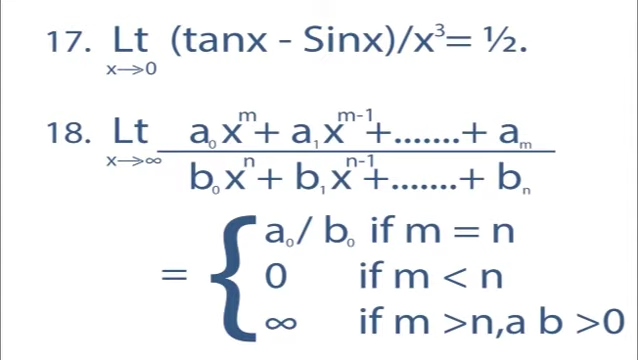 17. Lt (tanx - Sinx)/x³= ½.
x→0
18. Lt a₀xᵐ+ a₁xᵐ⁻¹+.......+ aₘ
x→∞ b₀xⁿ+ b₁xⁿ⁻¹+.......+ bₙ
= { a₀/ b₀ if m = n
0 if m < n
∞ if m >n,a b >0